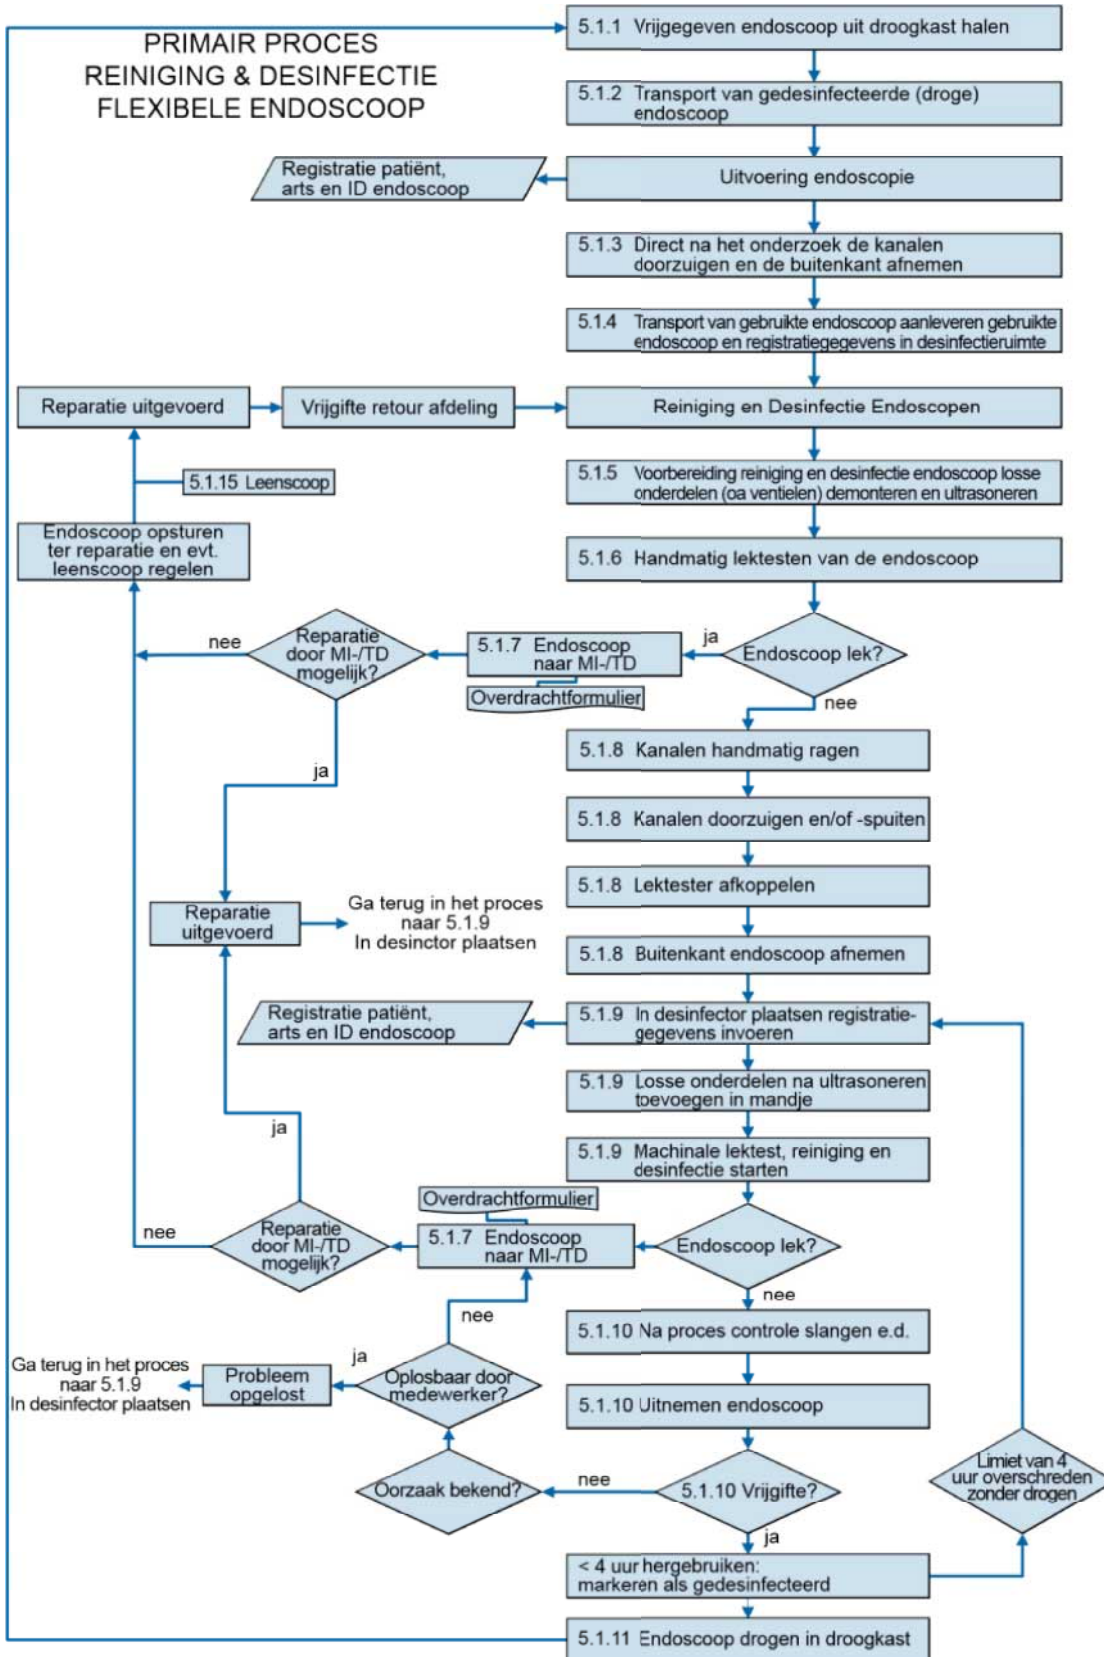 PRIMAIR PROCES
REINIGING & DESINFECTIE
FLEXIBELE ENDOSCOOP
5.1.1 Vrijgegeven endoscoop uit droogkast halen
5.1.2 Transport van gedesinfecteerde (droge)
endoscoop
Registratie patiënt,
arts en ID endoscoop
Uitvoering endoscopie
5.1.3 Direct na het onderzoek de kanalen
doorzuigen en de buitenkant afnemen
5.1.4 Transport van gebruikte endoscoop aanleveren gebruikte
endoscoop en registratiegegevens in desinfectieruimte
Reparatie uitgevoerd
Vrijgifte retour afdeling
Reiniging en Desinfectie Endoscopen
5.1.15 Leenscoop
5.1.5 Voorbereiding reiniging en desinfectie endoscoop losse
onderdelen (oa ventielen) demonteren en ultrasoneren
Endoscoop opsturen
ter reparatie en evt.
leenscoop regelen
5.1.6 Handmatig lektesten van de endoscoop
nee
Reparatie
door MI-/TD
mogelijk?
5.1.7 Endoscoop
naar MI-/TD
Overdrachtformulier
ja
Endoscoop lek?
nee
ja
5.1.8 Kanalen handmatig ragen
5.1.8 Kanalen doorzuigen en/of -spuiten
5.1.8 Lektester afkoppelen
Reparatie
uitgevoerd
Ga terug in het proces
naar 5.1.9
In desinctor plaatsen
5.1.8 Buitenkant endoscoop afnemen
Registratie patiënt,
arts en ID endoscoop
5.1.9 In desinfector plaatsen registratie-
gegevens invoeren
5.1.9 Losse onderdelen na ultrasoneren
toevoegen in mandje
ja
5.1.9 Machinale lektest, reiniging en
desinfectie starten
Overdrachtformulier
nee
Reparatie
door MI-/TD
mogelijk?
5.1.7 Endoscoop
naar MI-/TD
Endoscoop lek?
nee
nee
5.1.10 Na proces controle slangen e.d.
Ga terug in het proces
naar 5.1.9
In desinfector plaatsen
Probleem
opgelost
ja
Oplosbaar door
medewerker?
5.1.10 Uitnemen endoscoop
Oorzaak bekend?
nee
5.1.10 Vrijgifte?
Limiet van 4
uur overschreden
zonder drogen
ja
< 4 uur hergebruiken:
markeren als gedesinfecteerd
5.1.11 Endoscoop drogen in droogkast